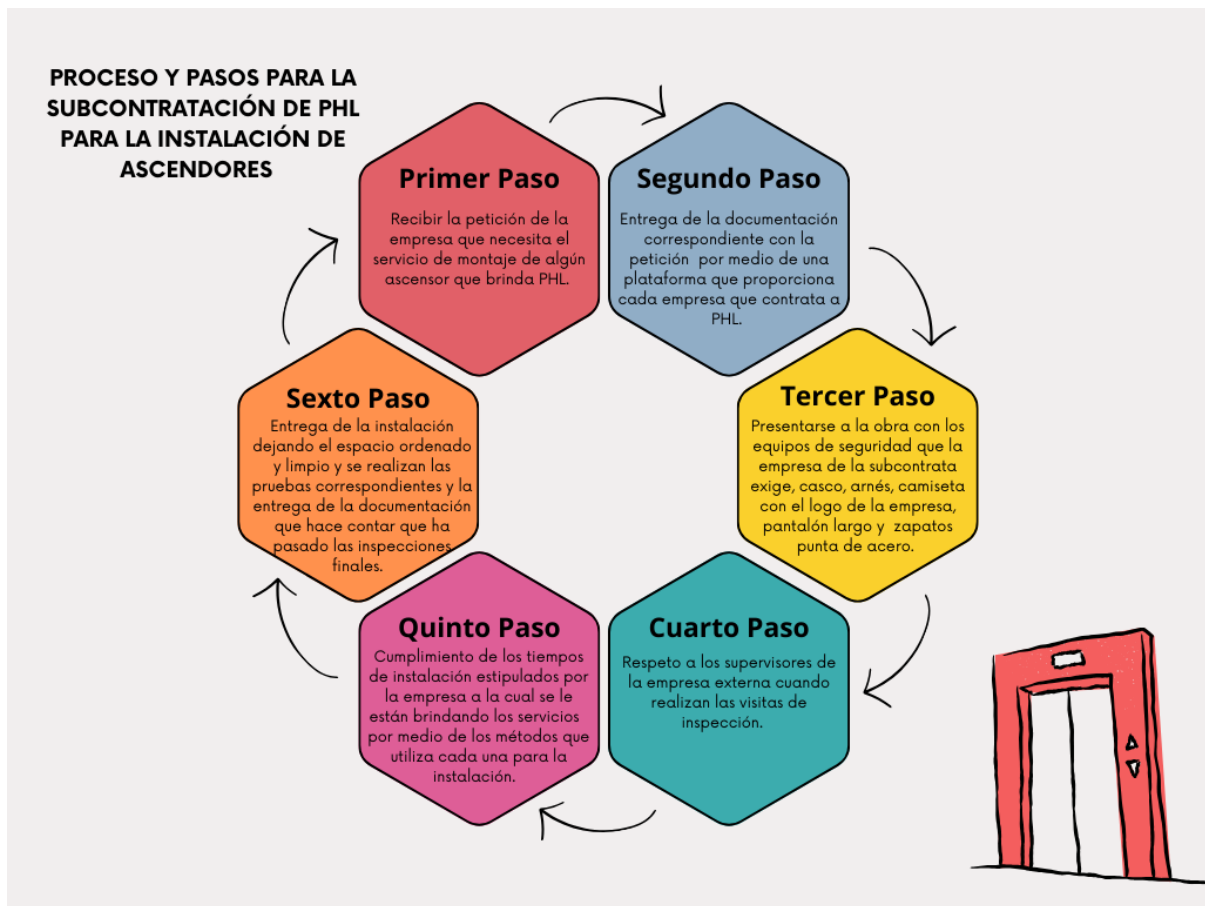 PROCESO Y PASOS PARA LA
SUBCONTRATACIÓN DE PHL
PARA LA INSTALACIÓN DE
ASCENDORES
Primer Paso
Recibir la petición de la
empresa que necesita el
servicio de montaje de algún
ascensor que brinda PHL.
Segundo Paso
Entrega de la documentación
correspondiente con la
petición por medio de una
plataforma que proporciona
cada empresa que contrata a
PHL.
Tercer Paso
Presentarse a la obra con los
equipos de seguridad que la
empresa de la subcontrata
exige, casco, arnés, camiseta
con el logo de la empresa,
pantalón largo y zapatos
punta de acero.
Cuarto Paso
Respeto a los supervisores de
la empresa externa cuando
realizan las visitas de
inspección.
Quinto Paso
Cumplimiento de los tiempos
de instalación estipulados por
la empresa a la cual se le
están brindando los servicios
por medio de los métodos que
utiliza cada una para la
instalación.
Sexto Paso
Entrega de la instalación
dejando el espacio ordenado
y limpio y se realizan las
pruebas correspondientes y la
entrega de la documentación
que hace contar que ha
pasado las inspecciones
finales.